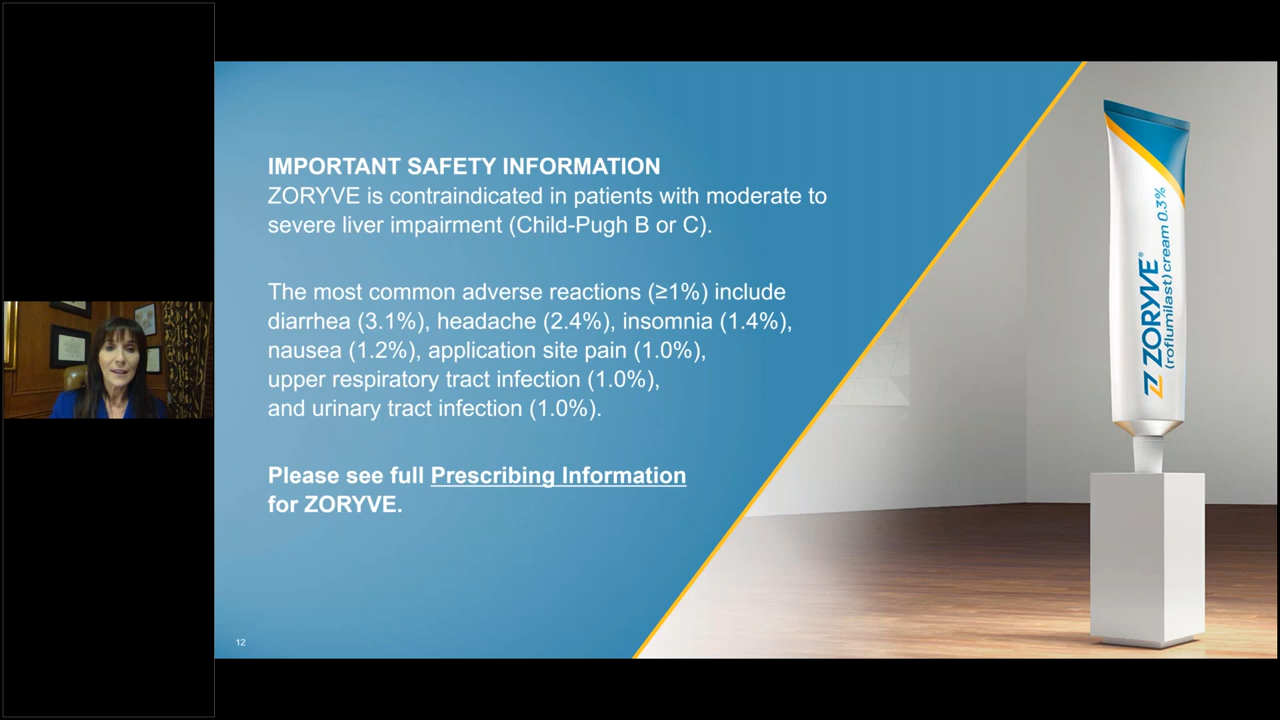 IMPORTANT SAFETY INFORMATION
ZORYVE is contraindicated in patients with moderate to
severe liver impairment (Child-Pugh B or C).
The most common adverse reactions (≥1%) include
diarrhea (3.1%), headache (2.4%), insomnia (1.4%),
nausea (1.2%), application site pain (1.0%),
upper respiratory tract infection (1.0%),
and urinary tract infection (1.0%).
Please see full Prescribing Information
for ZORYVE.
12
ZORYVE®
(roflumilast) cream 0.3%